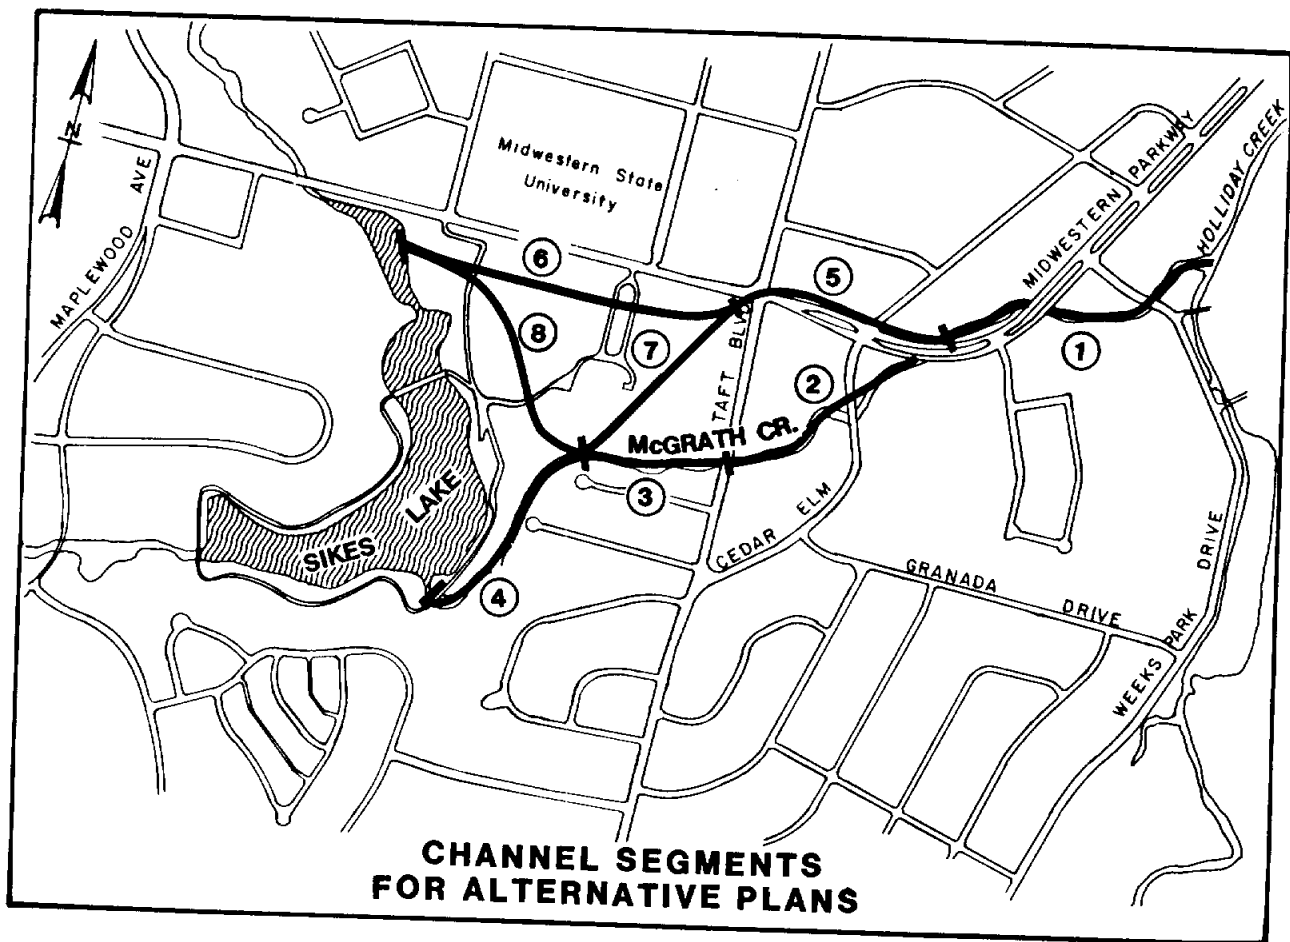 N
MAPLEWOOD AVE
Midwestern State
University
MIDWESTERN PARKWAY
HOLLIDAY CREEK
6
5
8
7
1
2
TAFT BLVD
McGRATH CR.
3
SIKES LAKE
4
CEDAR ELM
GRANADA DRIVE
WEEKS PARK DRIVE
CHANNEL SEGMENTS
FOR ALTERNATIVE PLANS